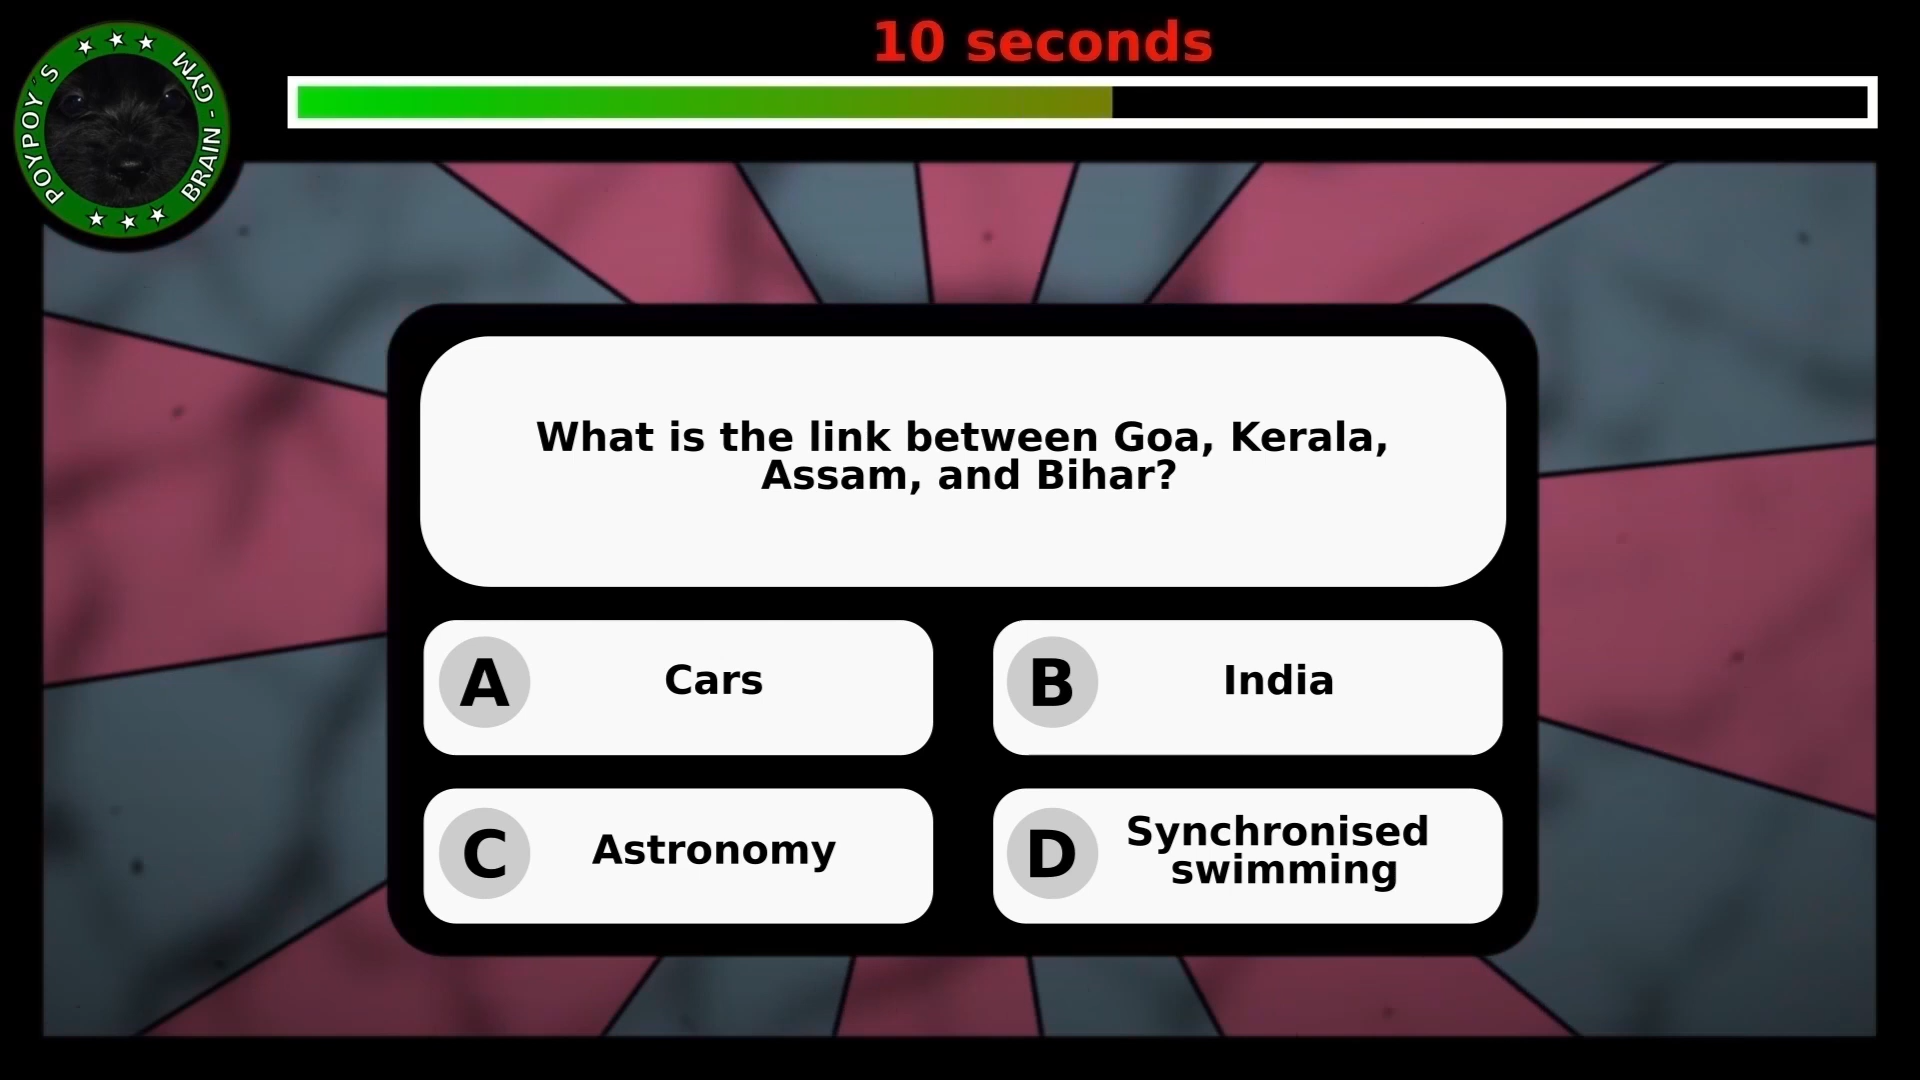 10 seconds
POYPOY´S
BRAIN - GYM
What is the link between Goa, Kerala,
Assam, and Bihar?
A
Cars
B
India
C
Astronomy
D
Synchronised
swimming